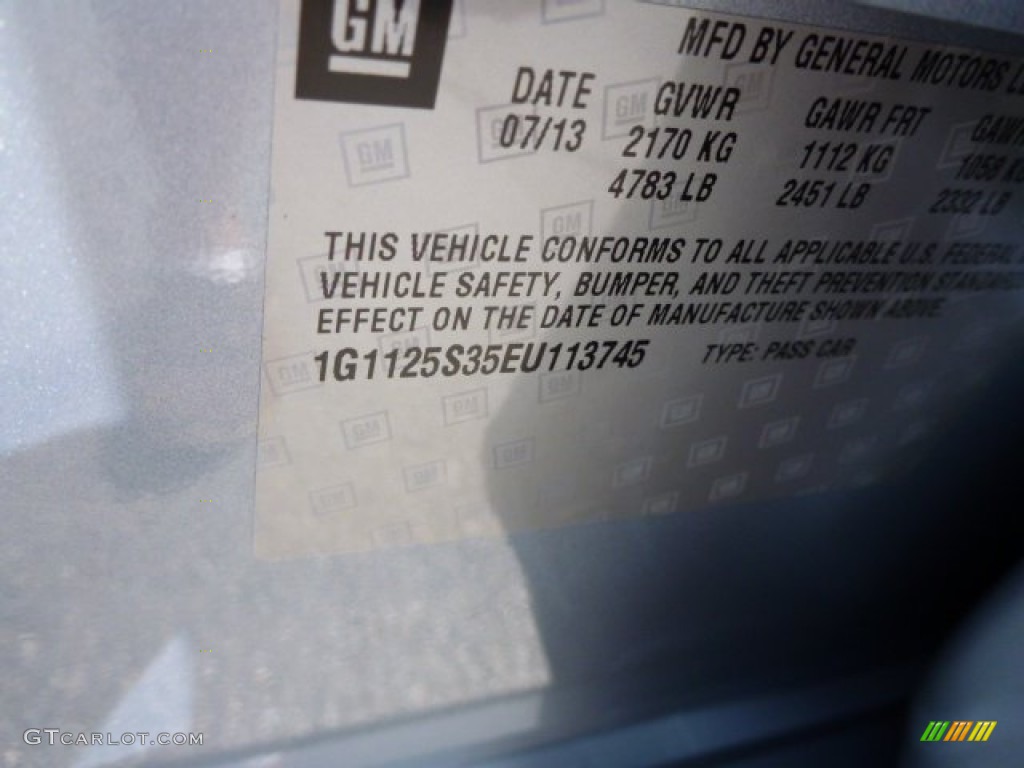 GM
MFD BY GENERAL MOTORS
DATE GVWR GAWR FRT
07/13 2170 KG 1112 KG 1058
4783 LB 2451 LB 2332 LB
THIS VEHICLE CONFORMS TO ALL APPLICABLE U.S. FEDERAL
VEHICLE SAFETY, BUMPER, AND THEFT PREVENTION
EFFECT ON THE DATE OF MANUFACTURE SHOWN ABOVE.
1G1125S35EU113745 TYPE: PASS CAR
GTCARLOT.COM